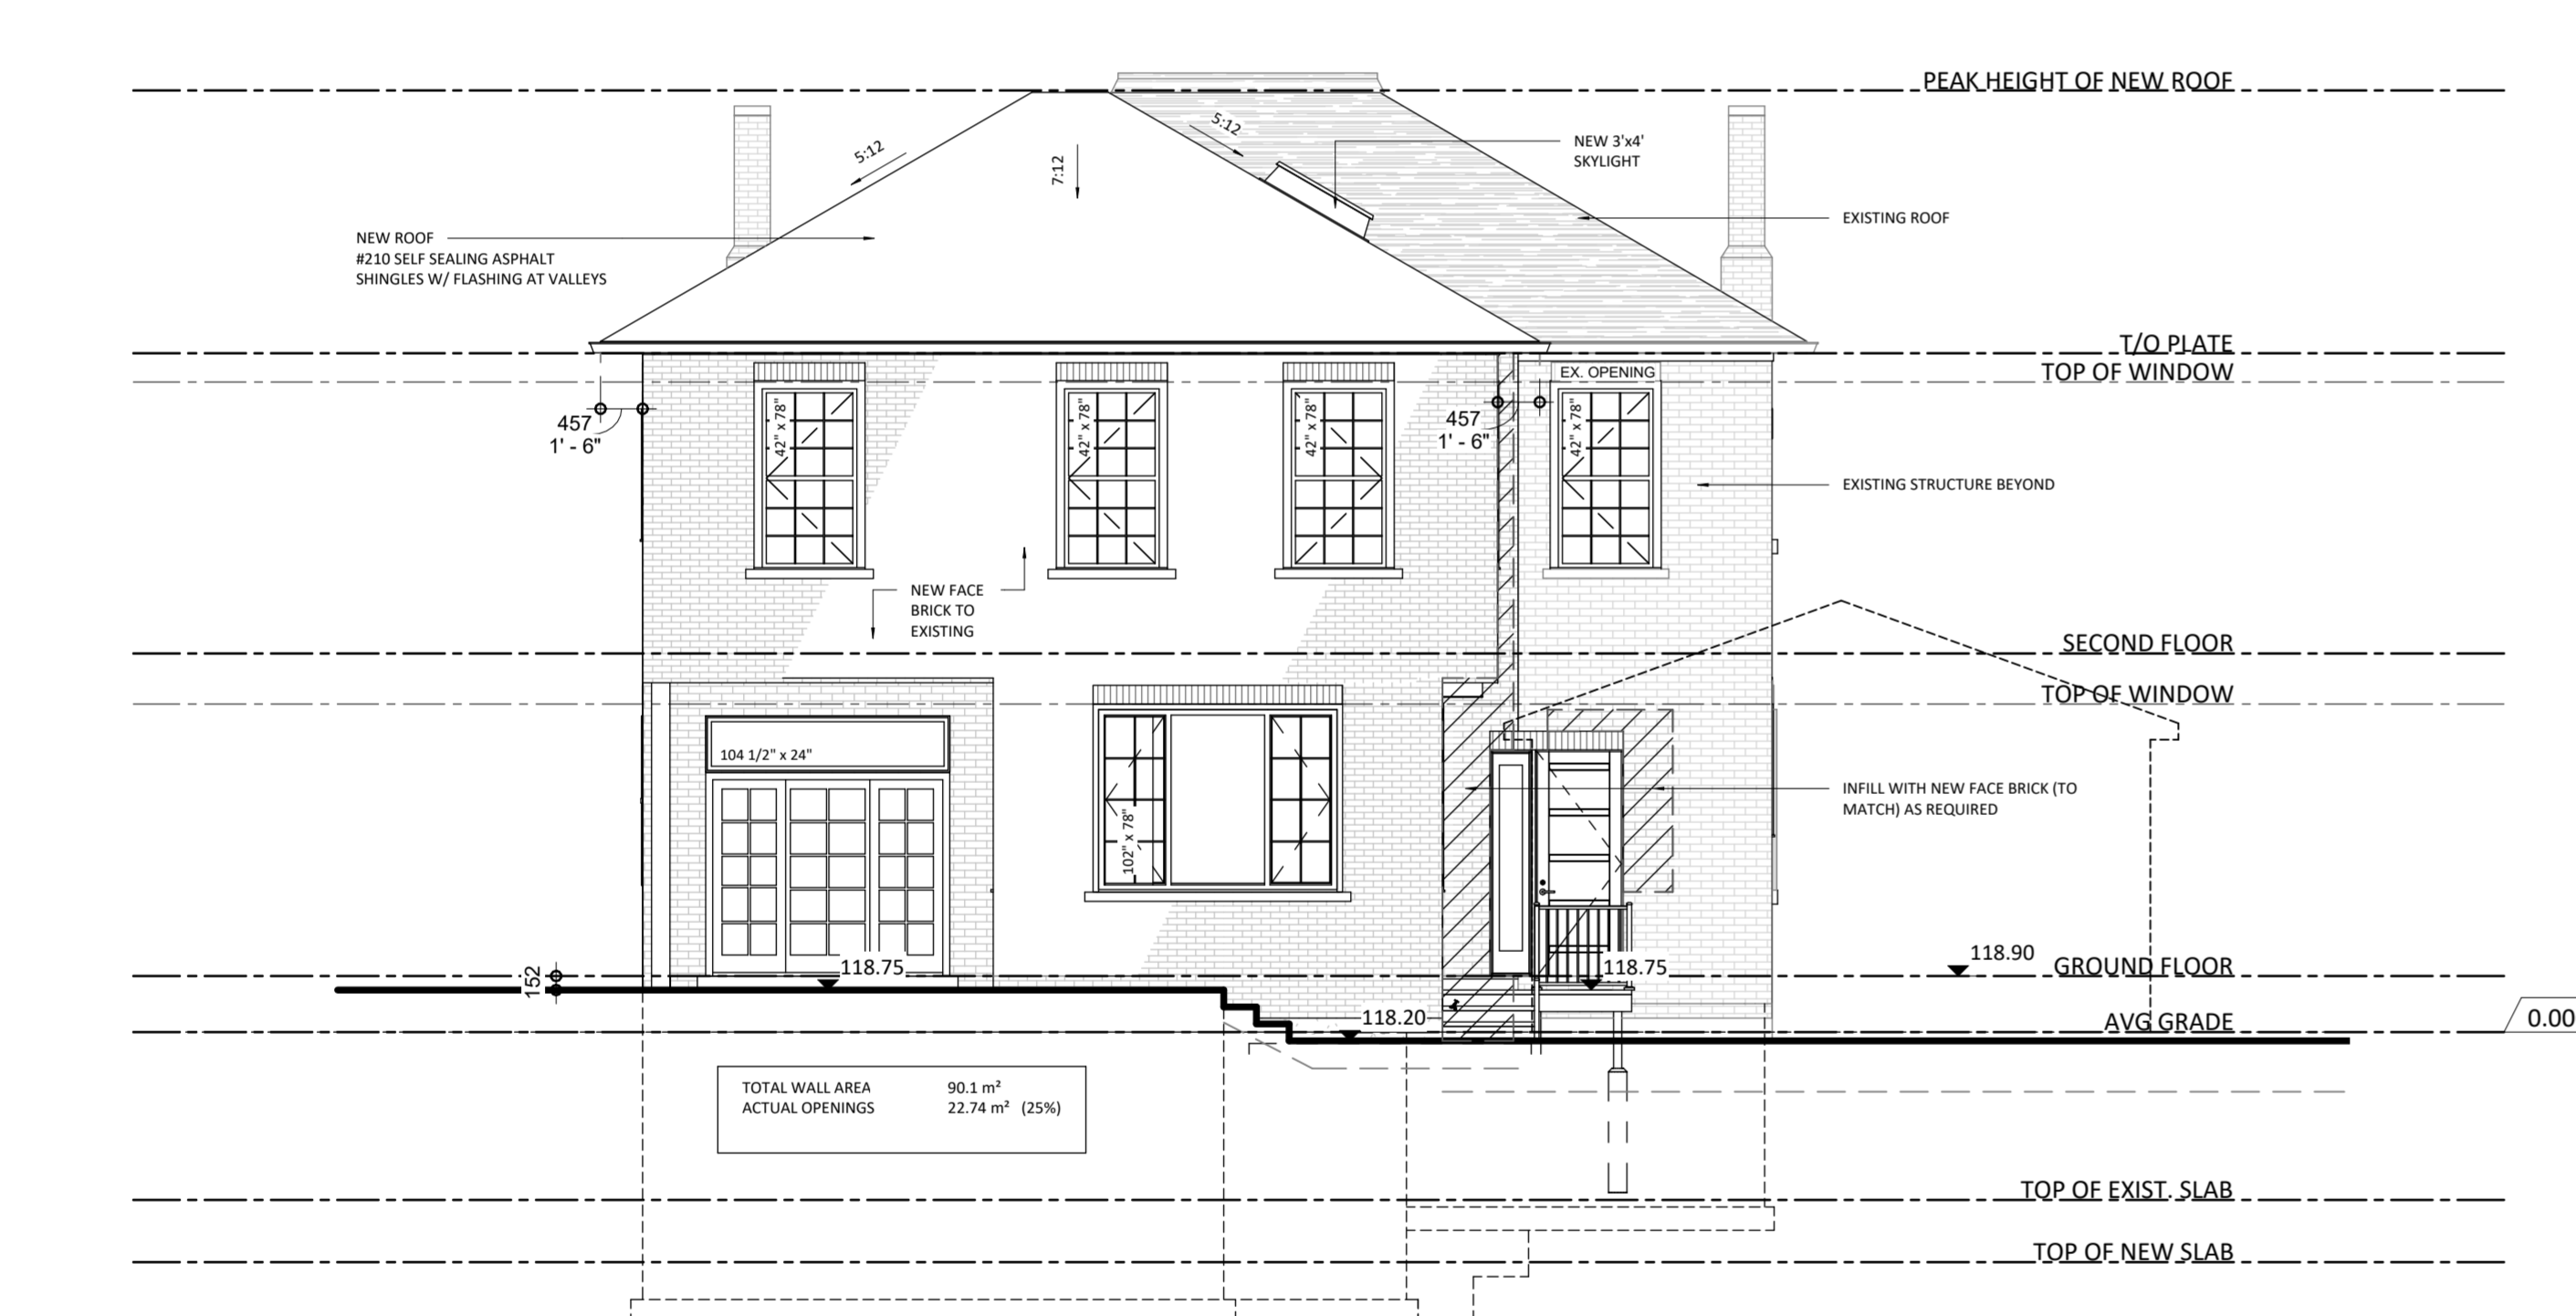 PEAK HEIGHT OF NEW ROOF
5:12
5:12
7:12
NEW 3'x4'
SKYLIGHT
EXISTING ROOF
NEW ROOF
#210 SELF SEALING ASPHALT
SHINGLES W/ FLASHING AT VALLEYS
T/O PLATE
TOP OF WINDOW
EX. OPENING
42" x 78"
42" x 78"
42" x 78"
42" x 78"
457
1' - 6"
457
1' - 6"
EXISTING STRUCTURE BEYOND
NEW FACE
BRICK TO
EXISTING
SECOND FLOOR
TOP OF WINDOW
104 1/2" x 24"
102" x 78"
INFILL WITH NEW FACE BRICK (TO
MATCH) AS REQUIRED
152
118.75
118.75
118.90
GROUND FLOOR
118.20
AVG GRADE
0.00
TOTAL WALL AREA 90.1 m²
ACTUAL OPENINGS 22.74 m² (25%)
TOP OF EXIST. SLAB
TOP OF NEW SLAB